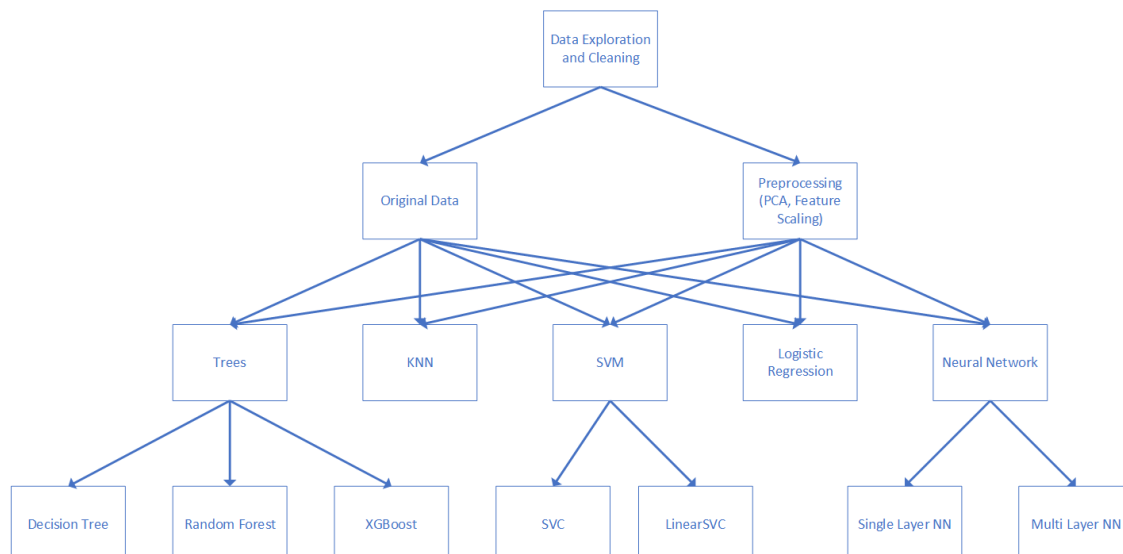 Data Exploration
and Cleaning
Original Data
Preprocessing
(PCA, Feature
Scaling)
Trees
KNN
SVM
Logistic
Regression
Neural Network
Decision Tree
Random Forest
XGBoost
SVC
LinearSVC
Single Layer NN
Multi Layer NN